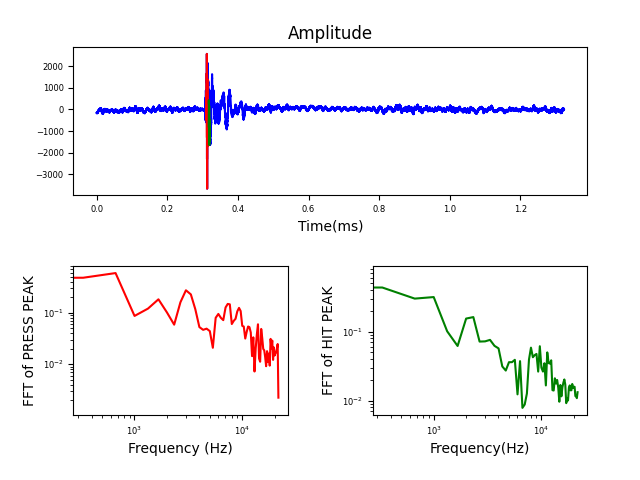 Amplitude
2000
1000
0
−1000
−2000
−3000
0.0 0.2 0.4 0.6 0.8 1.0 1.2
Time(ms)
FFT of PRESS PEAK
10⁻¹
10⁻²
10³ 10⁴
Frequency (Hz)
FFT of HIT PEAK
10⁻¹
10⁻²
10³ 10⁴
Frequency(Hz)